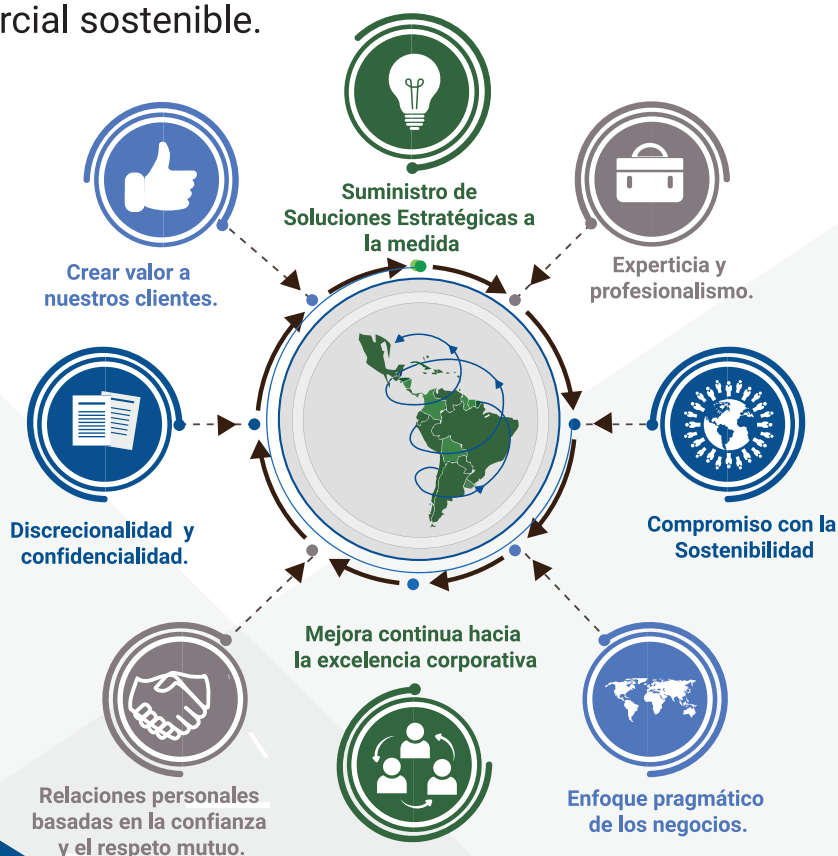 rcial sostenible.
Suministro de
Soluciones Estratégicas a
la medida
Crear valor a
nuestros clientes.
Experticia y
profesionalismo.
Discrecionalidad y
confidencialidad.
Compromiso con la
Sostenibilidad
Mejora continua hacia
la excelencia corporativa
Relaciones personales
basadas en la confianza
y el respeto mutuo.
Enfoque pragmático
de los negocios.